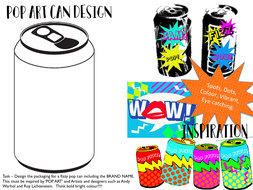 POP ART CAN DESIGN
Spots, Dots,
Colour, Vibrant,
Eye-catching
POP!
WOW!
INSPIRATION
Task – Design the packaging for a fizzy pop can including the BRAND NAME.
This must be inspired by 'POP ART' and Artists and designers such as Andy
Warhol and Roy Lichtenstein. Think bold bright colour!!!!